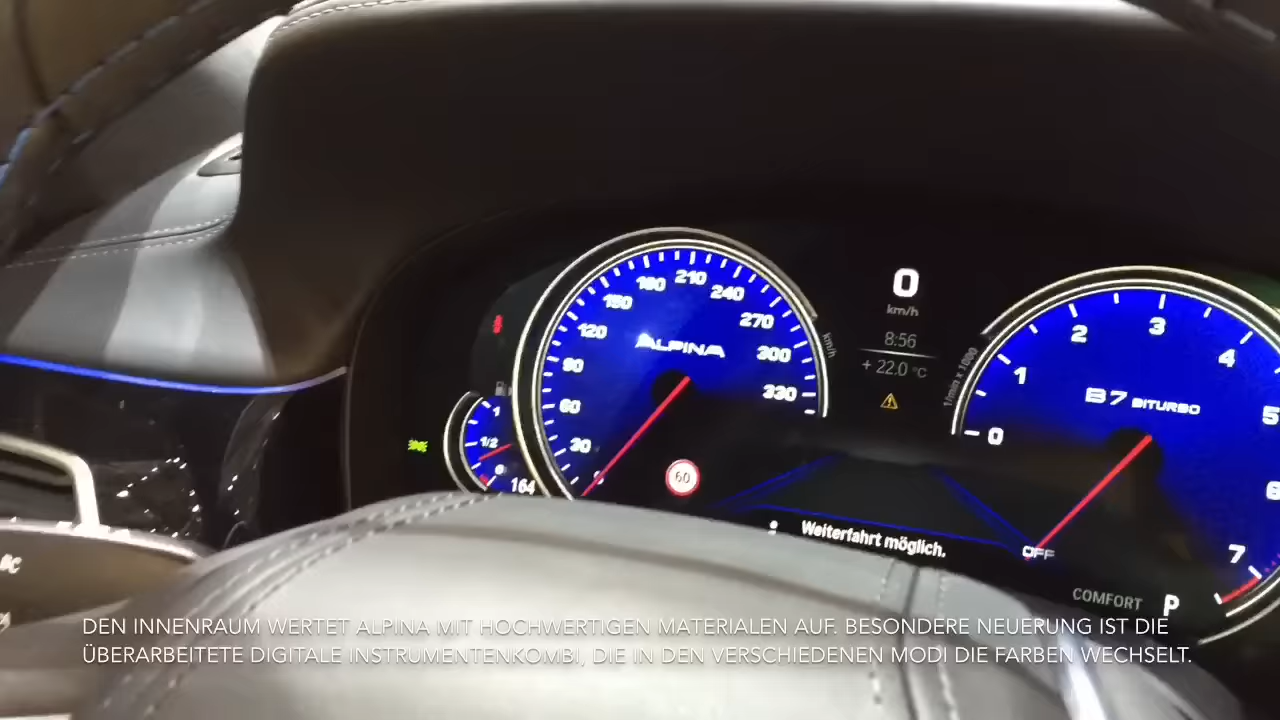 0
km/h
8:56
+ 22.0 °C
ALPINA
30
60
90
120
150
180
210
240
270
300
330
km/h
1
1/2
0
164
60
B7 BITURBO
1/min x 1000
0
1
2
3
4
5
6
7
OFF
Weiterfahrt möglich.
COMFORT P
DEN INNENRAUM WERTET ALPINA MIT HOCHWERTIGEN MATERIALEN AUF. BESONDERE NEUERUNG IST DIE
ÜBERARBEITETE DIGITALE INSTRUMENTENKOMBI, DIE IN DEN VERSCHIEDENEN MODI DIE FARBEN WECHSELT.